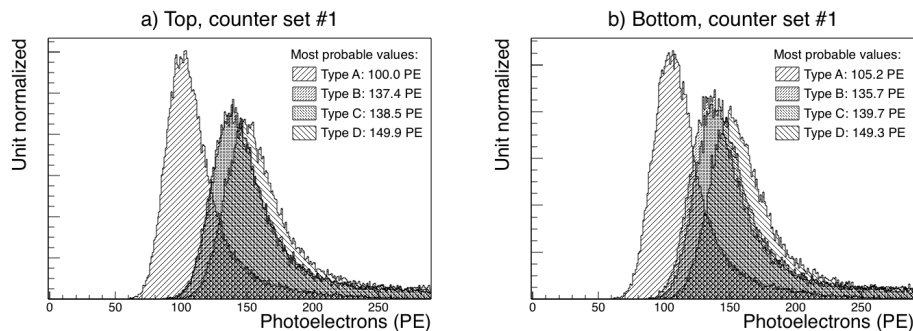 a) Top, counter set #1
Unit normalized
Most probable values:
Type A: 100.0 PE
Type B: 137.4 PE
Type C: 138.5 PE
Type D: 149.9 PE
0 50 100 150 200 250
Photoelectrons (PE)
b) Bottom, counter set #1
Unit normalized
Most probable values:
Type A: 105.2 PE
Type B: 135.7 PE
Type C: 139.7 PE
Type D: 149.3 PE
0 50 100 150 200 250
Photoelectrons (PE)